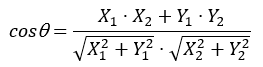 cosθ = (X₁ · X₂ + Y₁ · Y₂) / (√(X₁² + Y₁²) · √(X₂² + Y₂²))